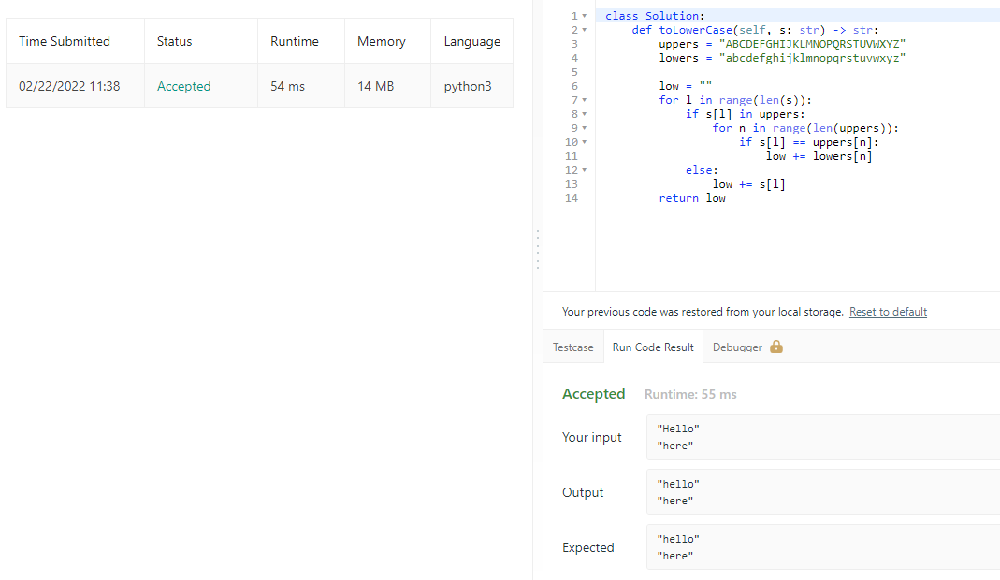 Time Submitted Status Runtime Memory Language
02/22/2022 11:38 Accepted 54 ms 14 MB python3
1 class Solution:
2 def toLowerCase(self, s: str) -> str:
3 uppers = "ABCDEFGHIJKLMNOPQRSTUVWXYZ"
4 lowers = "abcdefghijklmnopqrstuvwxyz"
5
6 low = ""
7 for l in range(len(s)):
8 if s[l] in uppers:
9 for n in range(len(uppers)):
10 if s[l] == uppers[n]:
11 low += lowers[n]
12 else:
13 low += s[l]
14 return low
Your previous code was restored from your local storage. Reset to default
Testcase Run Code Result Debugger
Accepted Runtime: 55 ms
Your input
"Hello"
"here"
Output
"hello"
"here"
Expected
"hello"
"here"